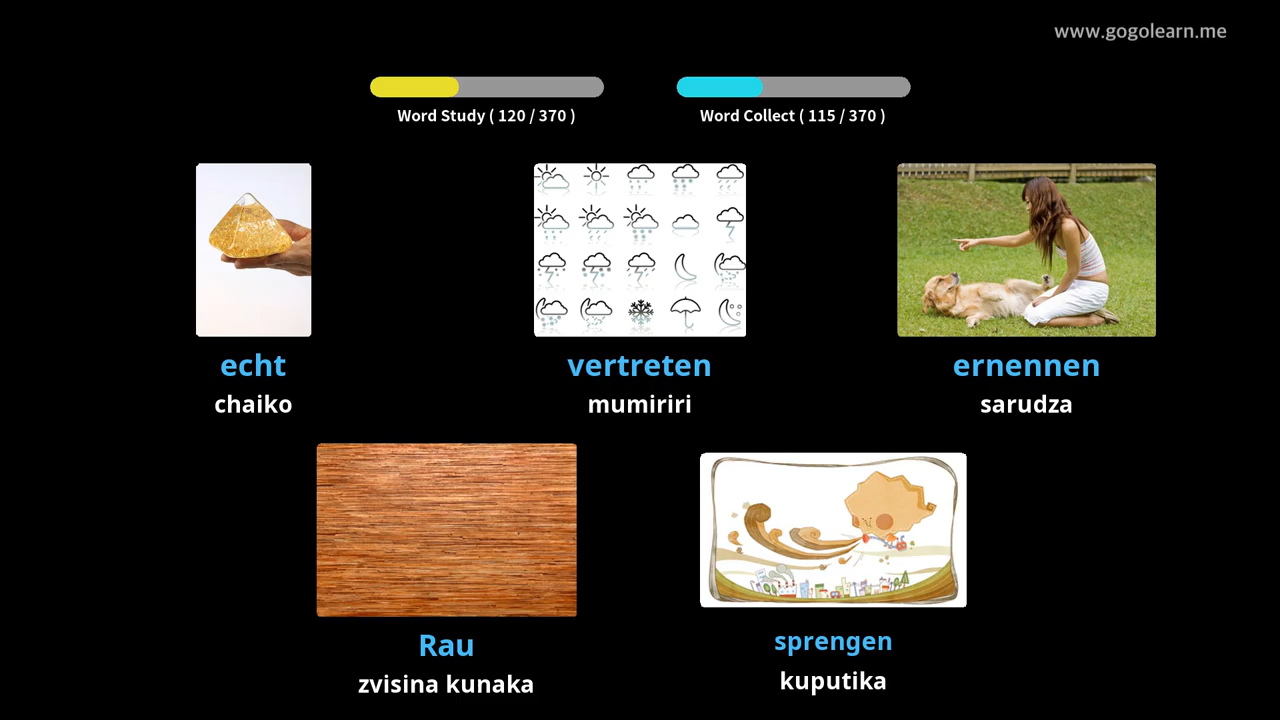 www.gogolearn.me
Word Study ( 120 / 370 )
Word Collect ( 115 / 370 )
echt
chaiko
vertreten
mumiriri
ernennen
sarudza
Rau
zvisina kunaka
sprengen
kuputika